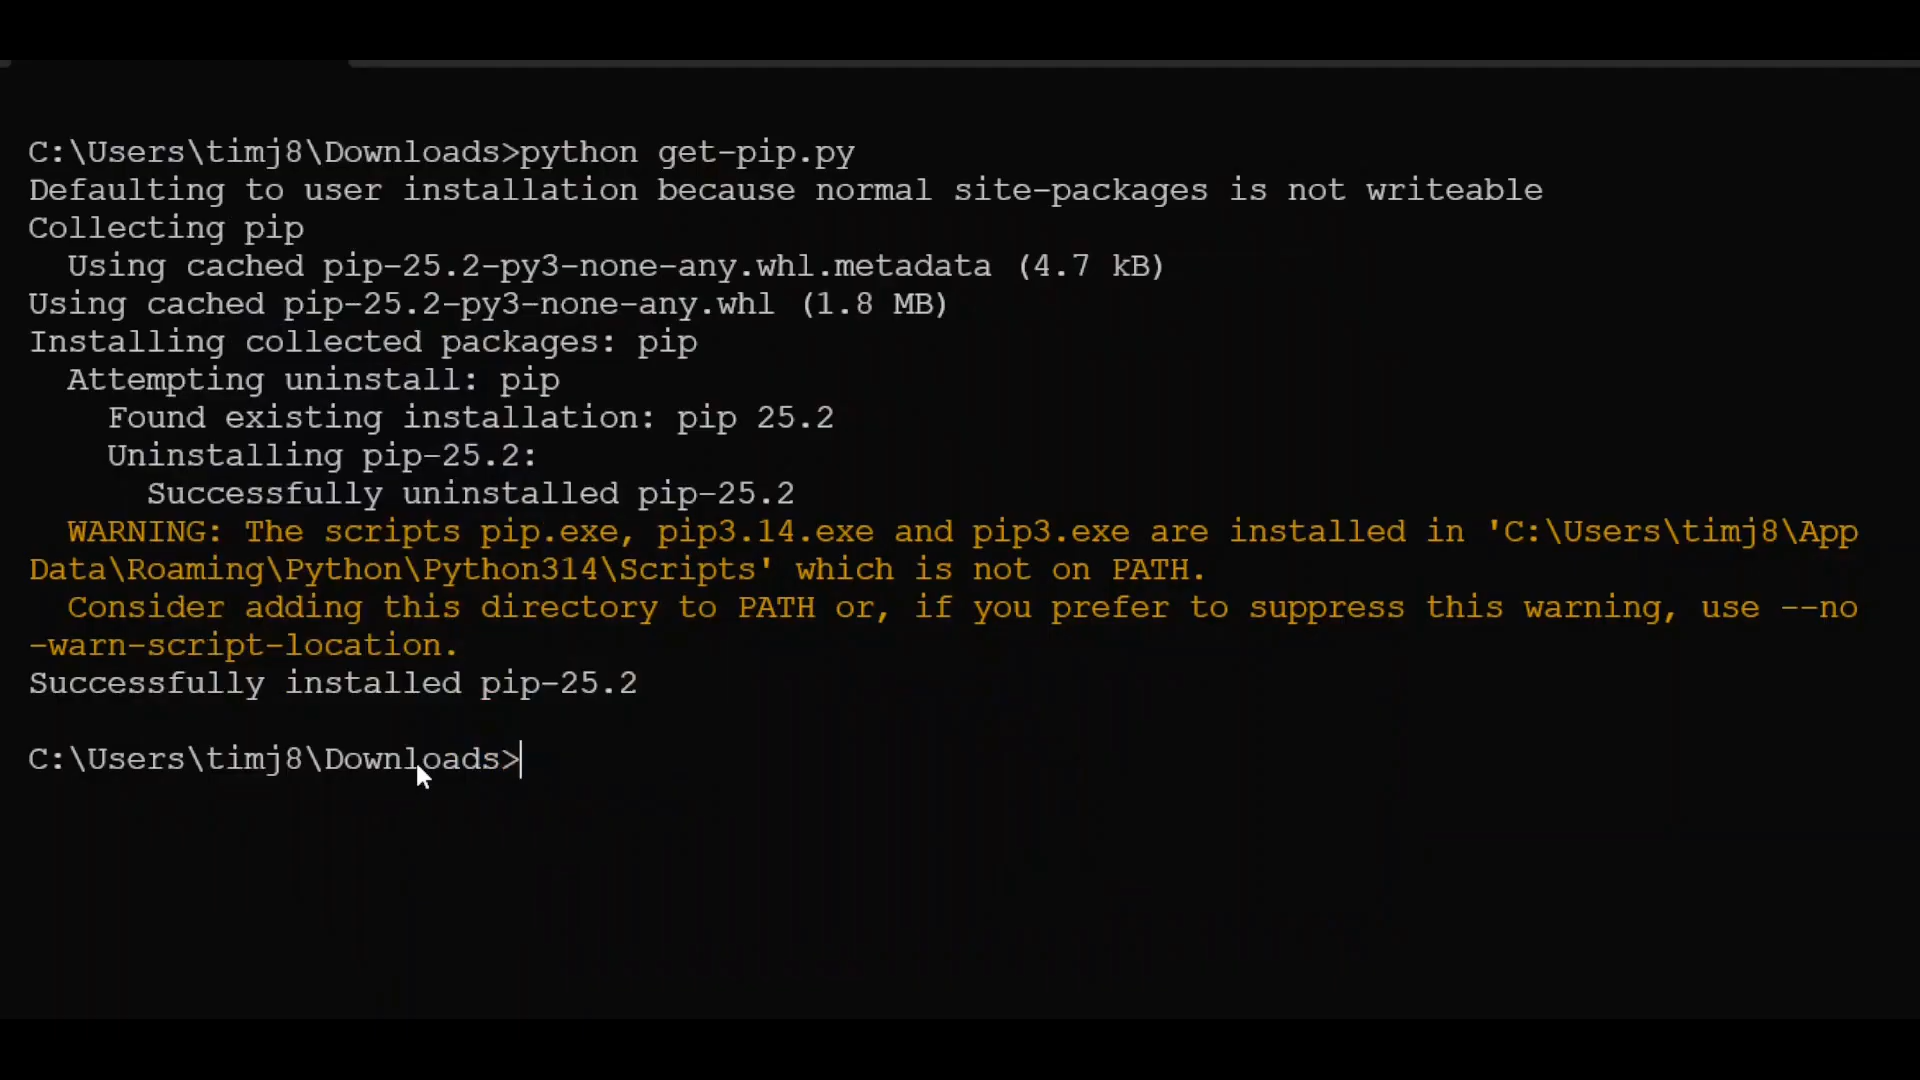 C:\Users\timj8\Downloads>python get-pip.py
Defaulting to user installation because normal site-packages is not writeable
Collecting pip
  Using cached pip-25.2-py3-none-any.whl.metadata (4.7 kB)
Using cached pip-25.2-py3-none-any.whl (1.8 MB)
Installing collected packages: pip
  Attempting uninstall: pip
    Found existing installation: pip 25.2
    Uninstalling pip-25.2:
      Successfully uninstalled pip-25.2
  WARNING: The scripts pip.exe, pip3.14.exe and pip3.exe are installed in 'C:\Users\timj8\App
Data\Roaming\Python\Python314\Scripts' which is not on PATH.
  Consider adding this directory to PATH or, if you prefer to suppress this warning, use --no
-warn-script-location.
Successfully installed pip-25.2
C:\Users\timj8\Downloads>